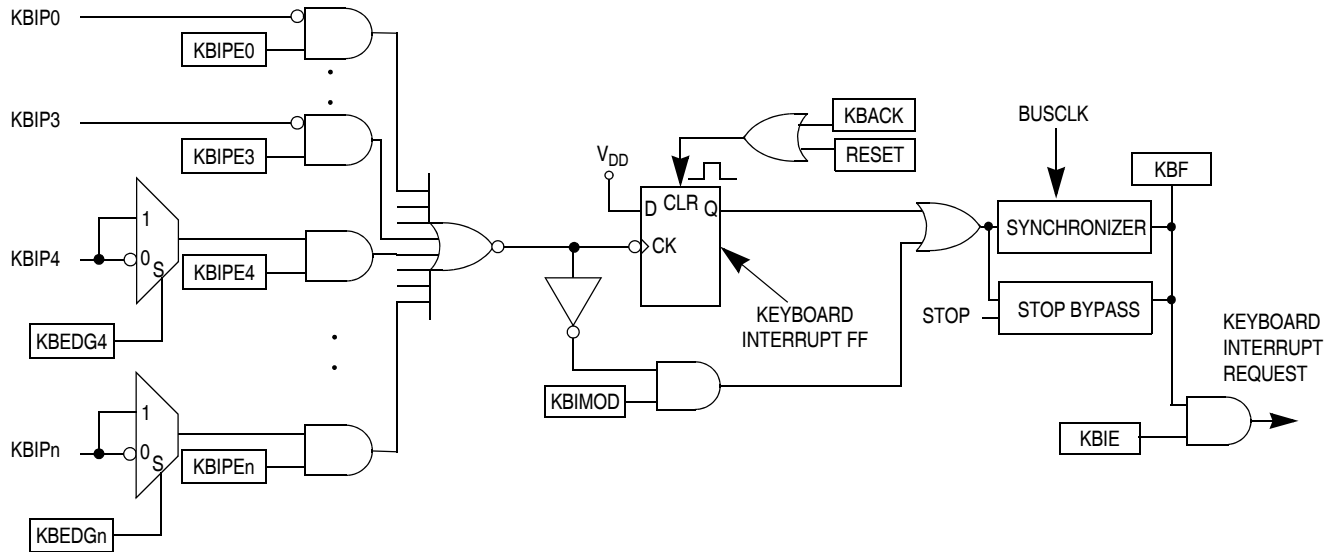 KBIP0
KBIPE0
KBIP3
KBIPE3
KBACK
RESET
BUSCLK
VDD
KBF
D CLR Q
CK
1
0
S
KBIP4
KBIPE4
KBEDG4
SYNCHRONIZER
STOP
STOP BYPASS
KEYBOARD
INTERRUPT FF
KEYBOARD
INTERRUPT
REQUEST
KBIMOD
KBIE
1
0
S
KBIPn
KBIPEn
KBEDGn